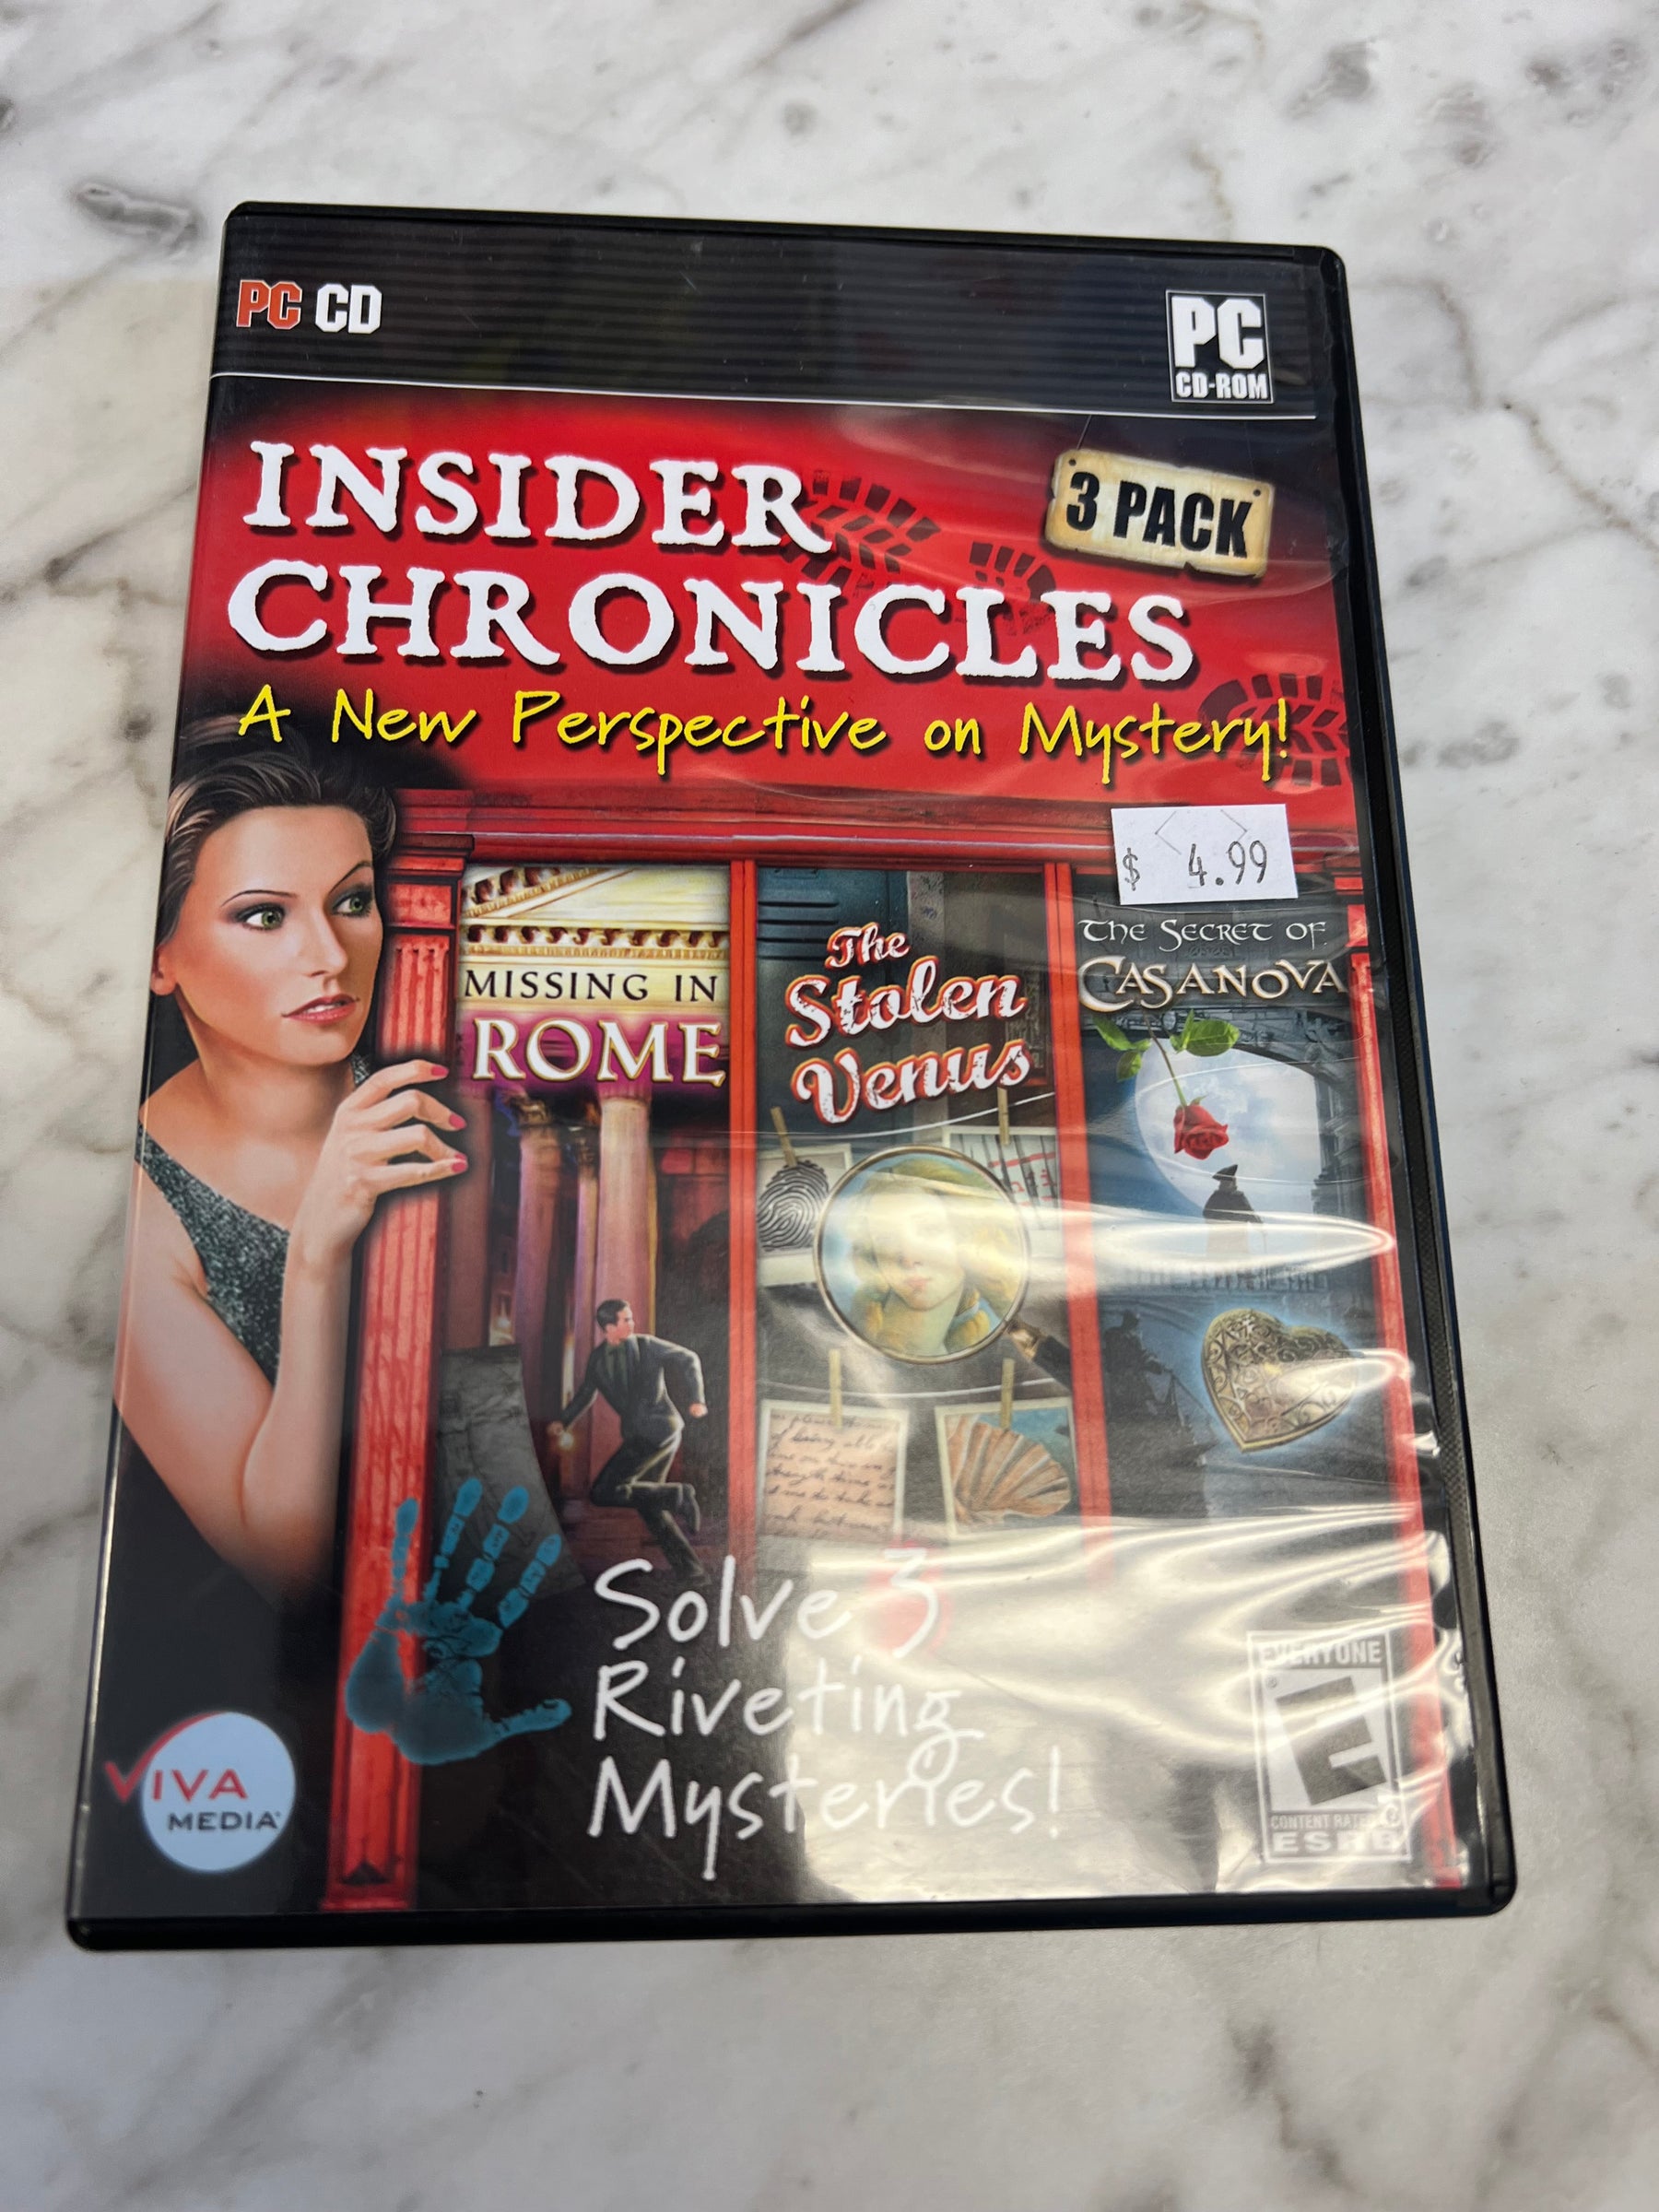 PC CD
PC
CD-ROM
INSIDER
CHRONICLES
3 PACK
A New Perspective on Mystery!
$ 4.99
MISSING IN
ROME
The
Stolen
Venus
The Secret of
Casanova
Solve 3
Riveting
Mysteries!
VIVA
MEDIA
EVERYONE
E
CONTENT RATED
ESRB